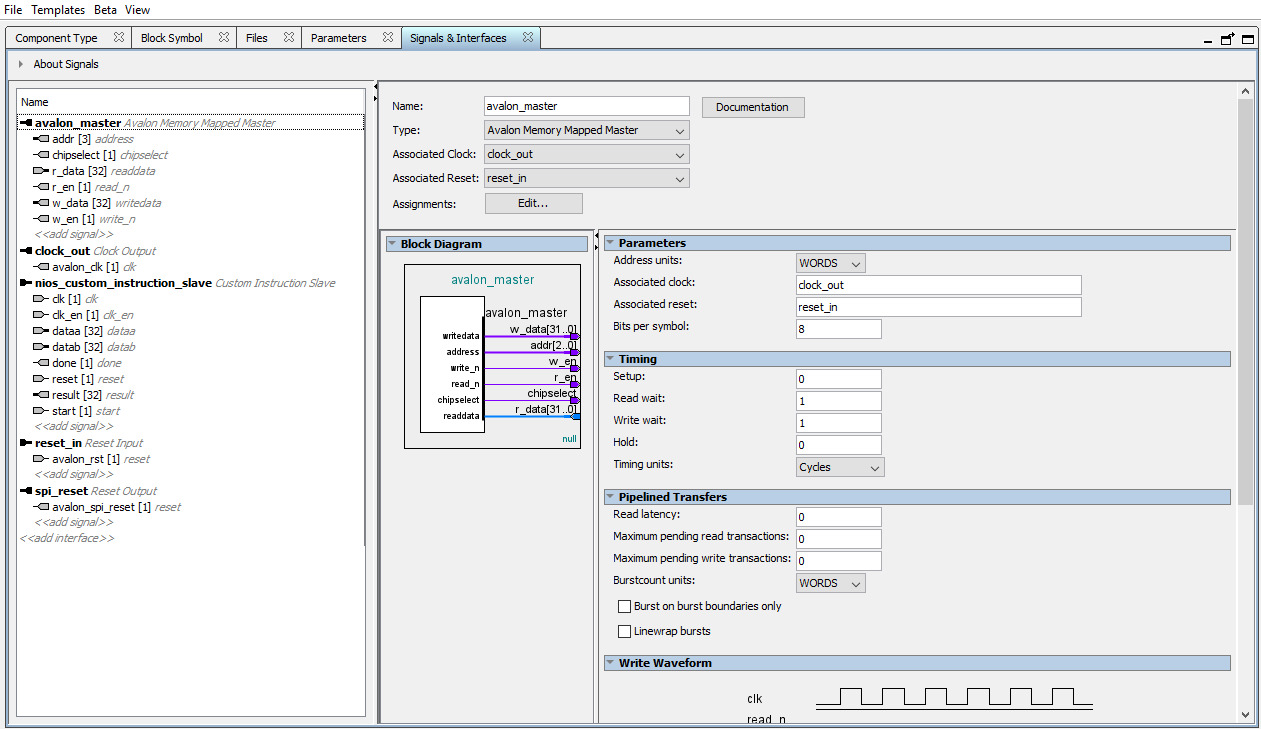 File Templates Beta View
Component Type Block Symbol Files Parameters Signals & Interfaces
About Signals
Name
avalon_master Avalon Memory Mapped Master
addr [3] address
chipselect [1] chipselect
r_data [32] readdata
r_en [1] read_n
w_data [32] writedata
w_en [1] write_n
<<add signal>>
clock_out Clock Output
avalon_clk [1] clk
nios_custom_instruction_slave Custom Instruction Slave
clk [1] clk
clk_en [1] clk_en
dataa [32] dataa
datab [32] datab
done [1] done
reset [1] reset
result [32] result
start [1] start
<<add signal>>
reset_in Reset Input
avalon_rst [1] reset
<<add signal>>
spi_reset Reset Output
avalon_spi_reset [1] reset
<<add signal>>
<<add interface>>
Name: avalon_master Documentation
Type: Avalon Memory Mapped Master
Associated Clock: clock_out
Associated Reset: reset_in
Assignments: Edit...
Block Diagram
avalon_master
avalon_master
writedata w_data[31..0]
address addr[2..0]
write_n w_en
read_n r_en
chipselect chipselect
readdata r_data[31..0]
null
Parameters
Address units: WORDS
Associated clock: clock_out
Associated reset: reset_in
Bits per symbol: 8
Timing
Setup: 0
Read wait: 1
Write wait: 1
Hold: 0
Timing units: Cycles
Pipelined Transfers
Read latency: 0
Maximum pending read transactions: 0
Maximum pending write transactions: 0
Burstcount units: WORDS
Burst on burst boundaries only
Linewrap bursts
Write Waveform
clk
read_n